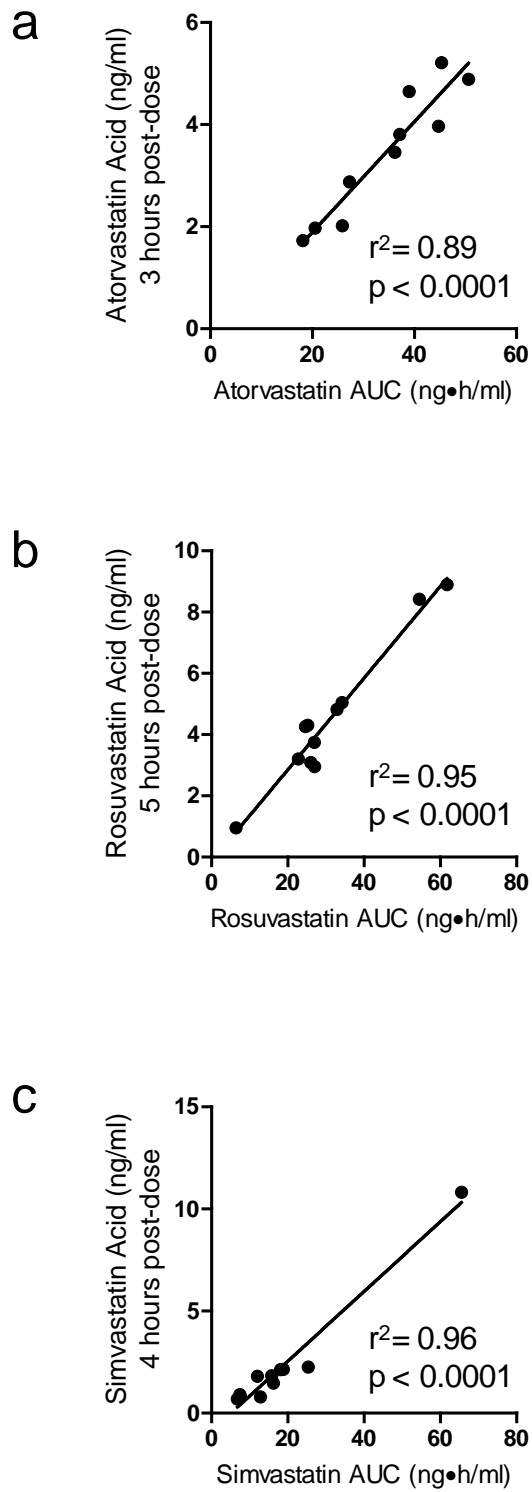 a
Atorvastatin Acid (ng/ml)
3 hours post-dose
6
4
2
0
r²= 0.89
p < 0.0001
0 20 40 60
Atorvastatin AUC (ng•h/ml)
b
Rosuvastatin Acid (ng/ml)
5 hours post-dose
10
8
6
4
2
0
r²= 0.95
p < 0.0001
0 20 40 60 80
Rosuvastatin AUC (ng•h/ml)
c
Simvastatin Acid (ng/ml)
4 hours post-dose
15
10
5
0
r²= 0.96
p < 0.0001
0 20 40 60 80
Simvastatin AUC (ng•h/ml)